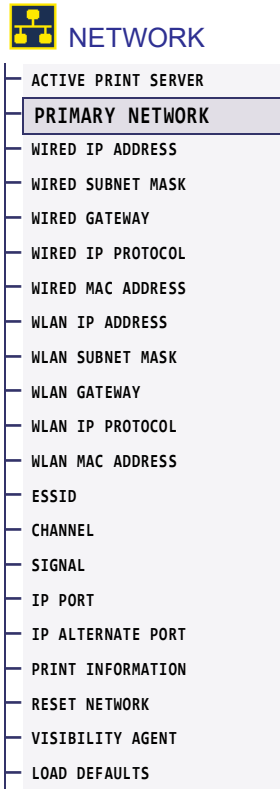 NETWORK
ACTIVE PRINT SERVER
PRIMARY NETWORK
WIRED IP ADDRESS
WIRED SUBNET MASK
WIRED GATEWAY
WIRED IP PROTOCOL
WIRED MAC ADDRESS
WLAN IP ADDRESS
WLAN SUBNET MASK
WLAN GATEWAY
WLAN IP PROTOCOL
WLAN MAC ADDRESS
ESSID
CHANNEL
SIGNAL
IP PORT
IP ALTERNATE PORT
PRINT INFORMATION
RESET NETWORK
VISIBILITY AGENT
LOAD DEFAULTS